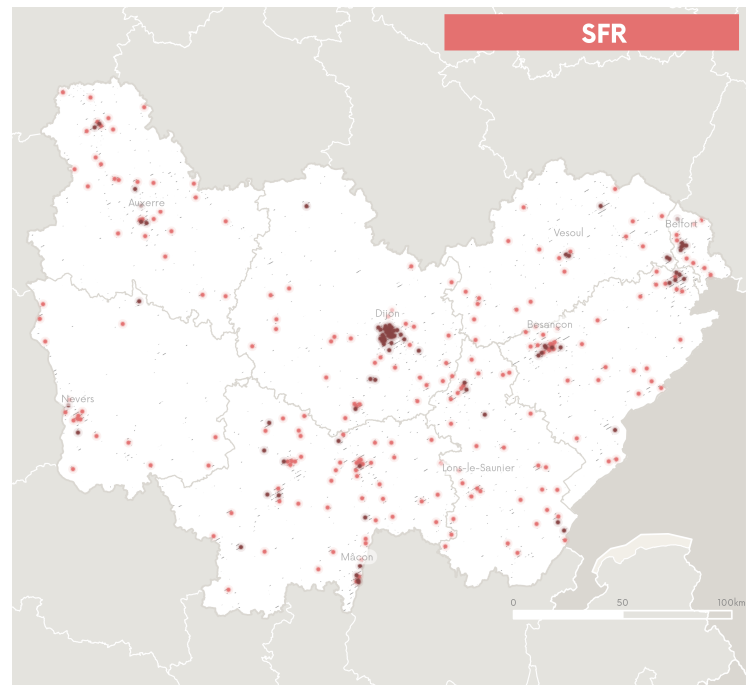 SFR
Auxerre
Vesoul
Belfort
Dijon
Besançon
Nevers
Lons-le-Saunier
Mâcon
0 50 100km